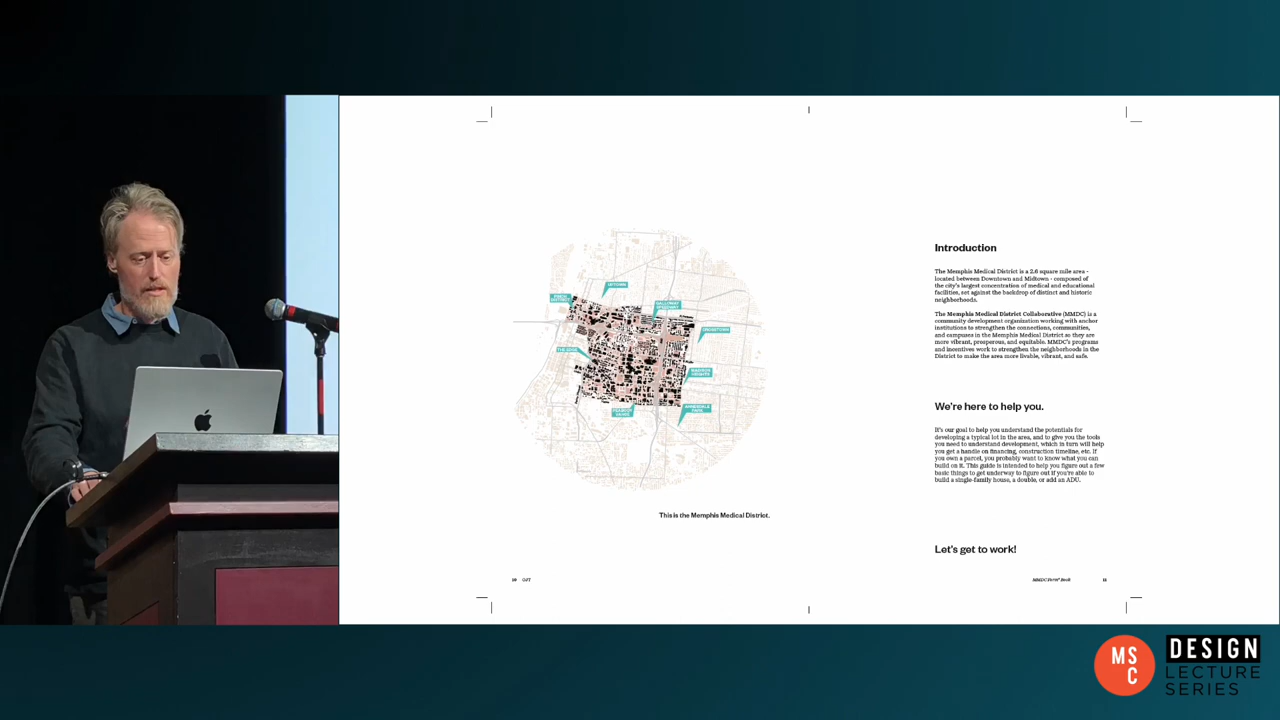 UPTOWN
THE EDGE
MADISON
HEIGHTS
PEABODY
This is the Memphis Medical District.
Introduction
The Memphis Medical District is a 2.6 square mile area -
located between Downtown and Midtown - composed of
the city's largest concentration of medical and educational
facilities, set against the backdrop of distinct and historic
neighborhoods.
The Memphis Medical District Collaborative (MMDC) is a
community development organization working with anchor
institutions to strengthen the connections, communities,
and campuses in the Memphis Medical District so they are
more vibrant, prosperous, and equitable. MMDC's programs
and incentives work to strengthen the neighborhoods in the
District to make the area more livable, vibrant, and safe.
We're here to help you.
It's our goal to help you understand the potentials for
developing a typical lot in the area, and to give you the tools
you need to understand development, which in turn will help
you get a handle on financing, construction timeline, etc. If
you own a parcel, you probably want to know what you can
build on it. This guide is intended to help you figure out a few
basic things to get underway to figure out if you're able to
build a single-family house, a double, or add an ADU.
Let's get to work!
10 OPT
11
MS
C
DESIGN
LECTURE
SERIES